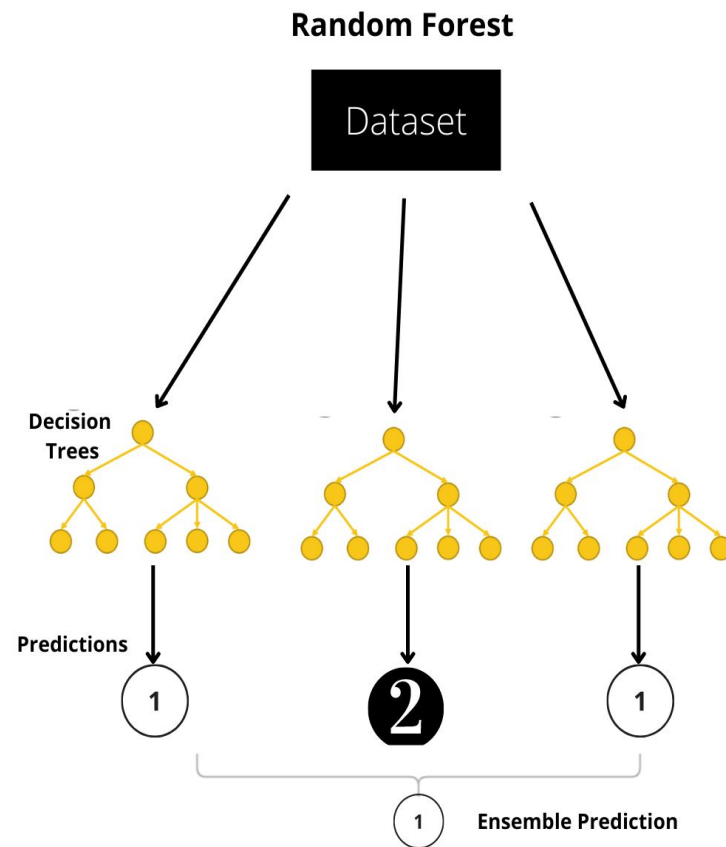 Random Forest
Dataset
Decision
Trees
Predictions
1
2
1
1
Ensemble Prediction